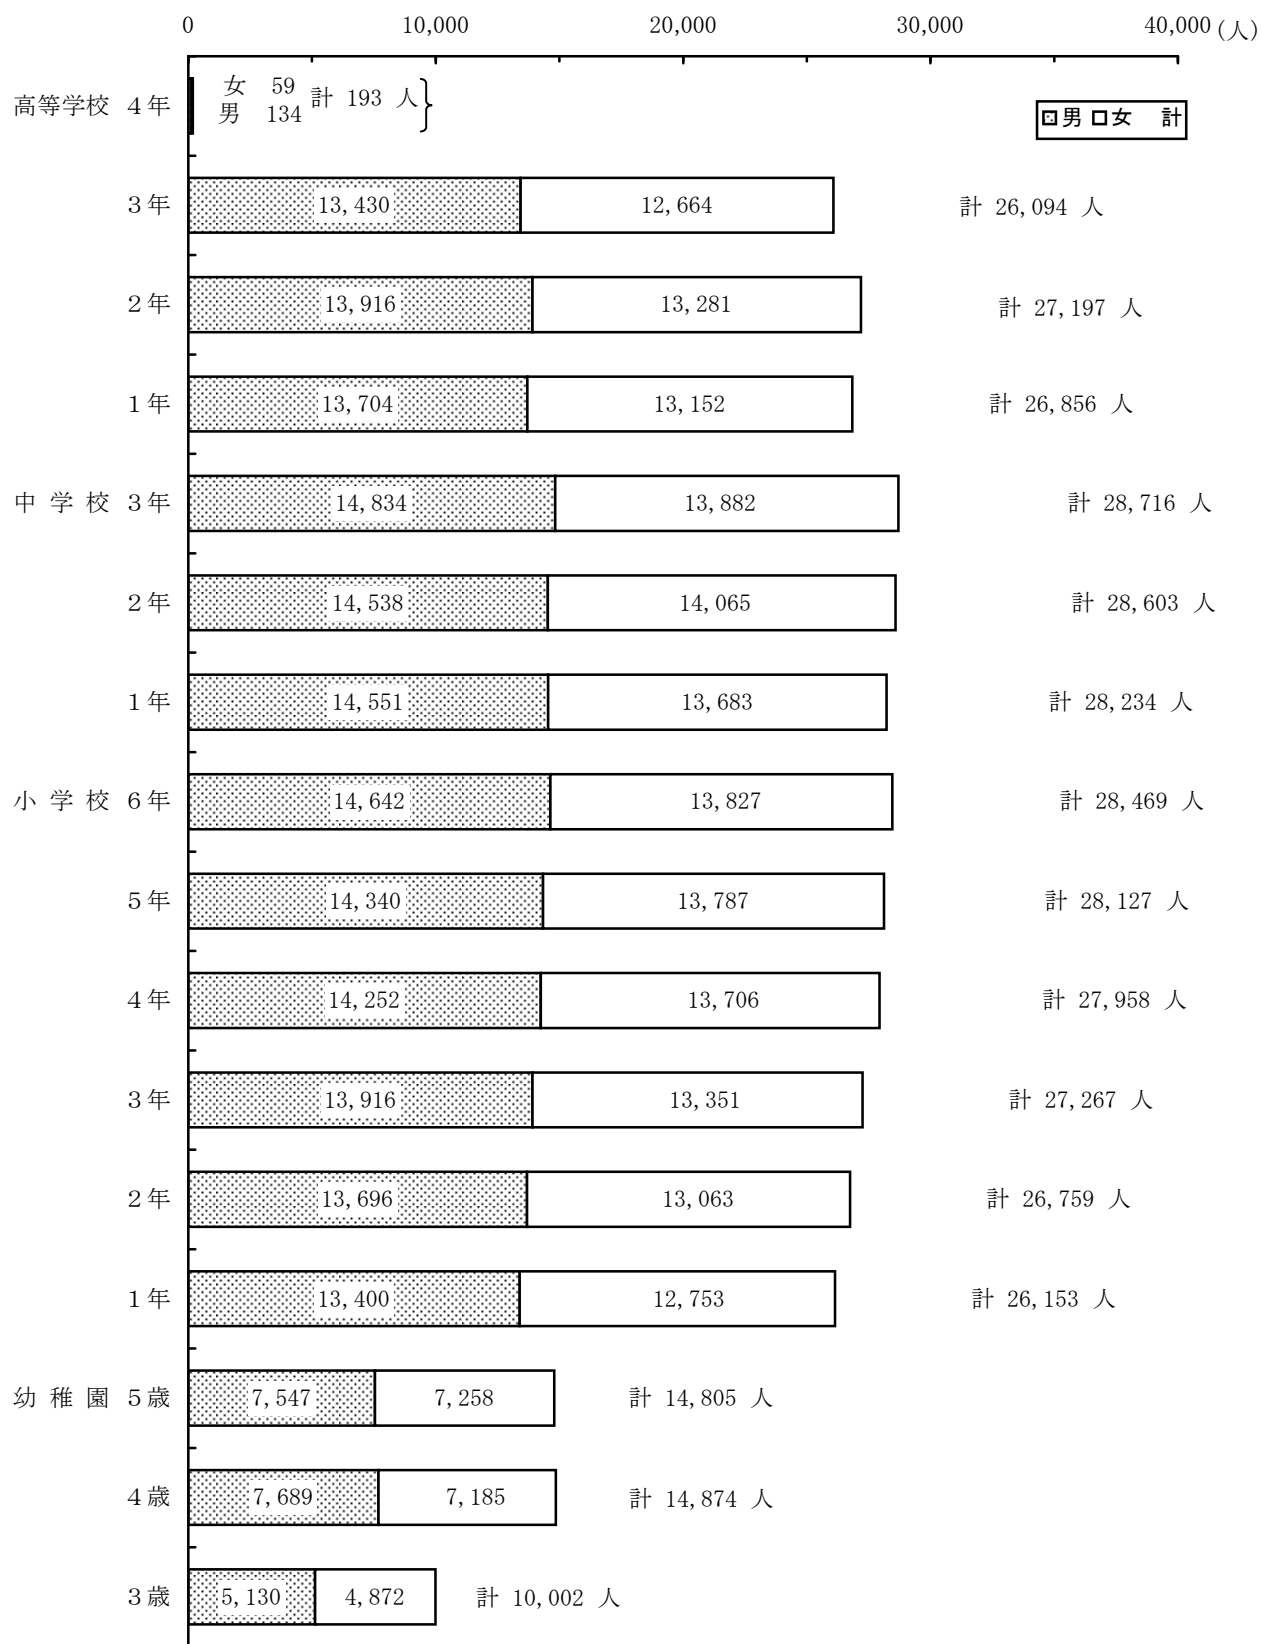 0 10,000 20,000 30,000 40,000 (人)
女 59
男 134
計 193 人
高等学校 4年
男 女 計
3年 13,430 12,664 計 26,094 人
2年 13,916 13,281 計 27,197 人
1年 13,704 13,152 計 26,856 人
中学校 3年 14,834 13,882 計 28,716 人
2年 14,538 14,065 計 28,603 人
1年 14,551 13,683 計 28,234 人
小学校 6年 14,642 13,827 計 28,469 人
5年 14,340 13,787 計 28,127 人
4年 14,252 13,706 計 27,958 人
3年 13,916 13,351 計 27,267 人
2年 13,696 13,063 計 26,759 人
1年 13,400 12,753 計 26,153 人
幼稚園 5歳 7,547 7,258 計 14,805 人
4歳 7,689 7,185 計 14,874 人
3歳 5,130 4,872 計 10,002 人